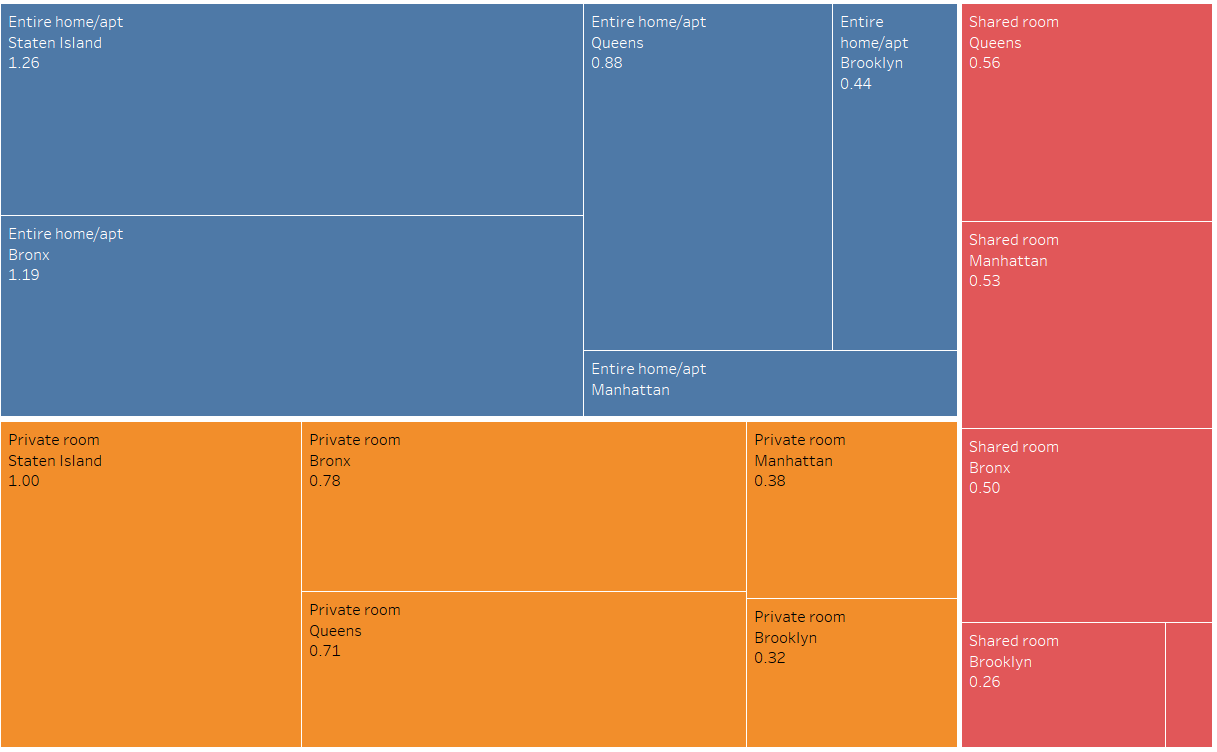 Entire home/apt
Staten Island
1.26
Entire home/apt
Queens
0.88
Entire
home/apt
Brooklyn
0.44
Shared room
Queens
0.56
Entire home/apt
Bronx
1.19
Shared room
Manhattan
0.53
Entire home/apt
Manhattan
Private room
Staten Island
1.00
Private room
Bronx
0.78
Private room
Manhattan
0.38
Shared room
Bronx
0.50
Private room
Queens
0.71
Private room
Brooklyn
0.32
Shared room
Brooklyn
0.26